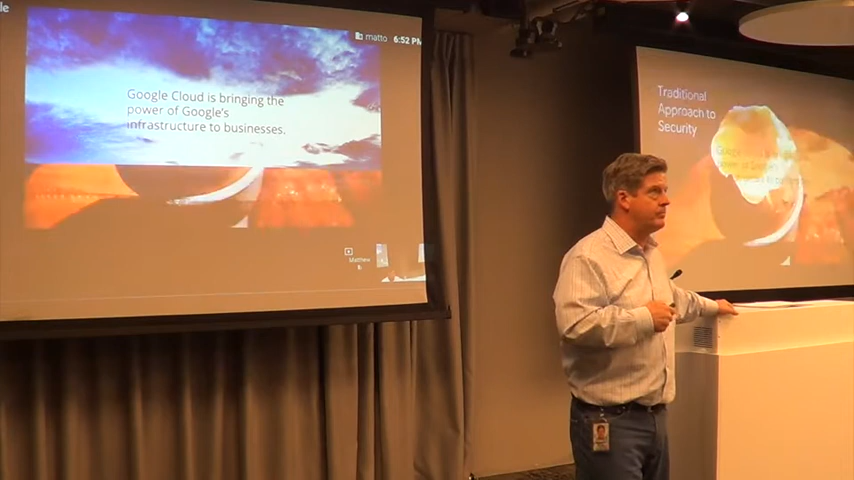 le
matto 6:52 PM
Google Cloud is bringing the
power of Google's
infrastructure to businesses.
Matthew
Traditional
Approach to
Security